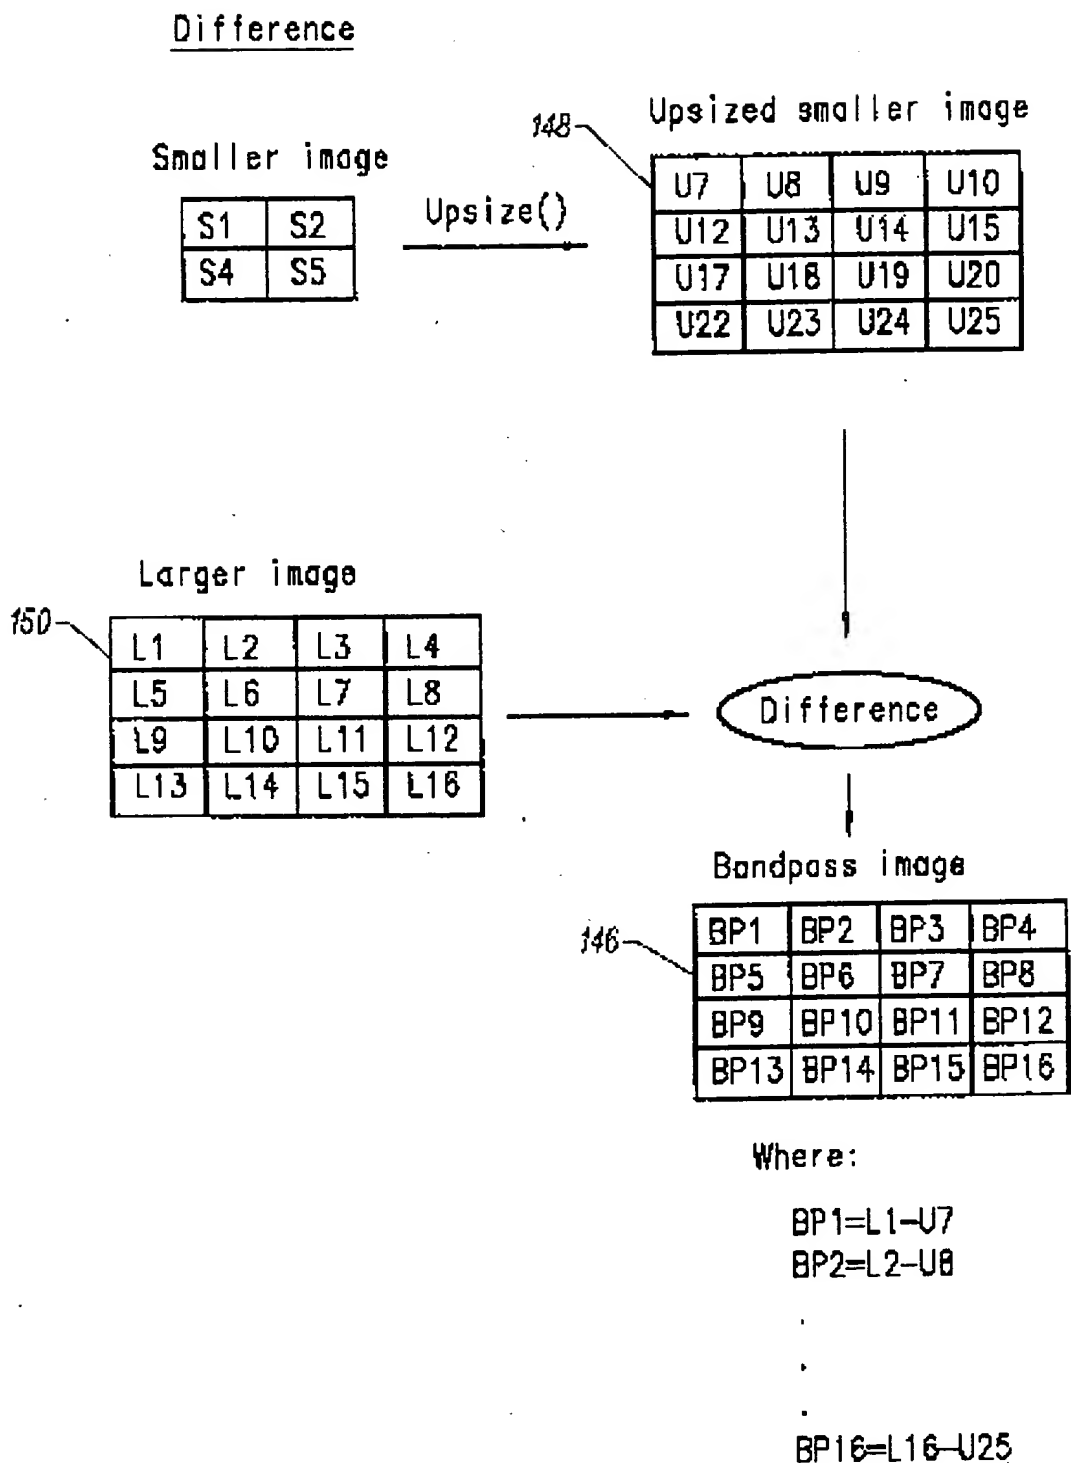 Difference
Smaller image
S1 S2
S4 S5
Upsize()
148
Upsized smaller image
U7 U8 U9 U10
U12 U13 U14 U15
U17 U18 U19 U20
U22 U23 U24 U25
Larger image
150
L1 L2 L3 L4
L5 L6 L7 L8
L9 L10 L11 L12
L13 L14 L15 L16
Difference
Bandpass image
146
BP1 BP2 BP3 BP4
BP5 BP6 BP7 BP8
BP9 BP10 BP11 BP12
BP13 BP14 BP15 BP16
Where:
BP1=L1-U7
BP2=L2-U8
.
.
.
BP16=L16-U25